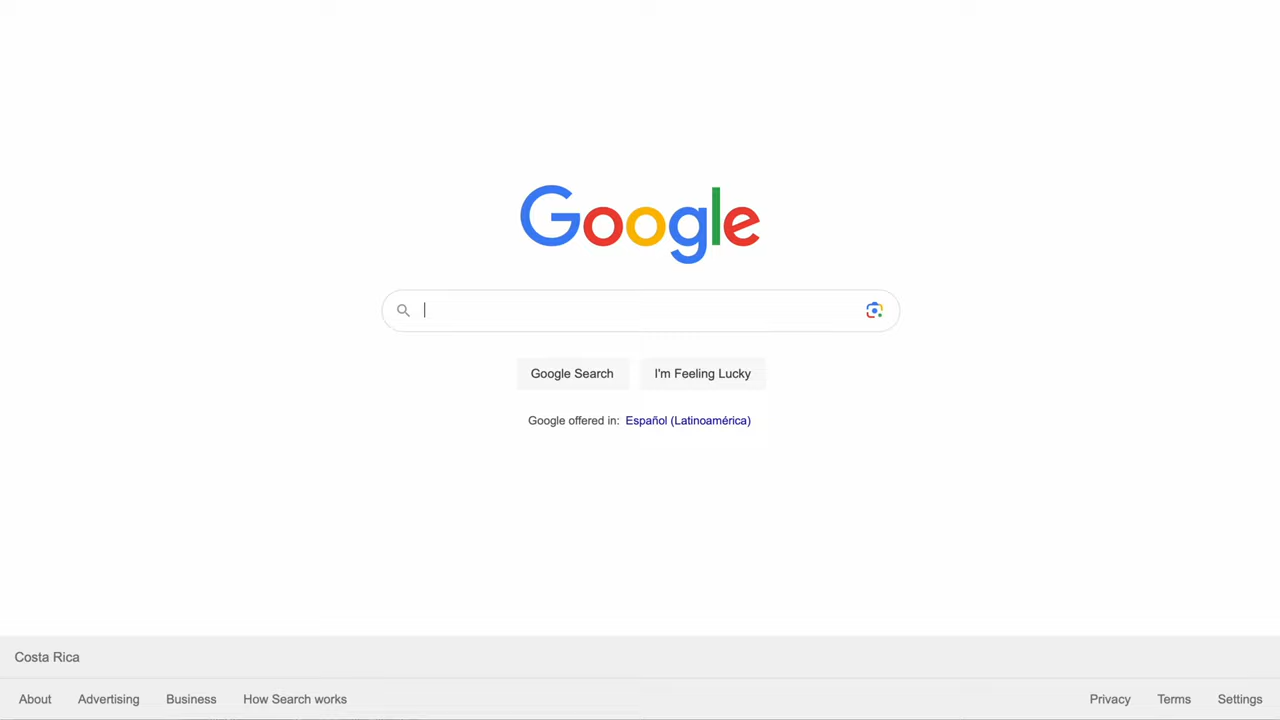 Google
Google Search
I'm Feeling Lucky
Google offered in: Español (Latinoamérica)
Costa Rica
About
Advertising
Business
How Search works
Privacy
Terms
Settings